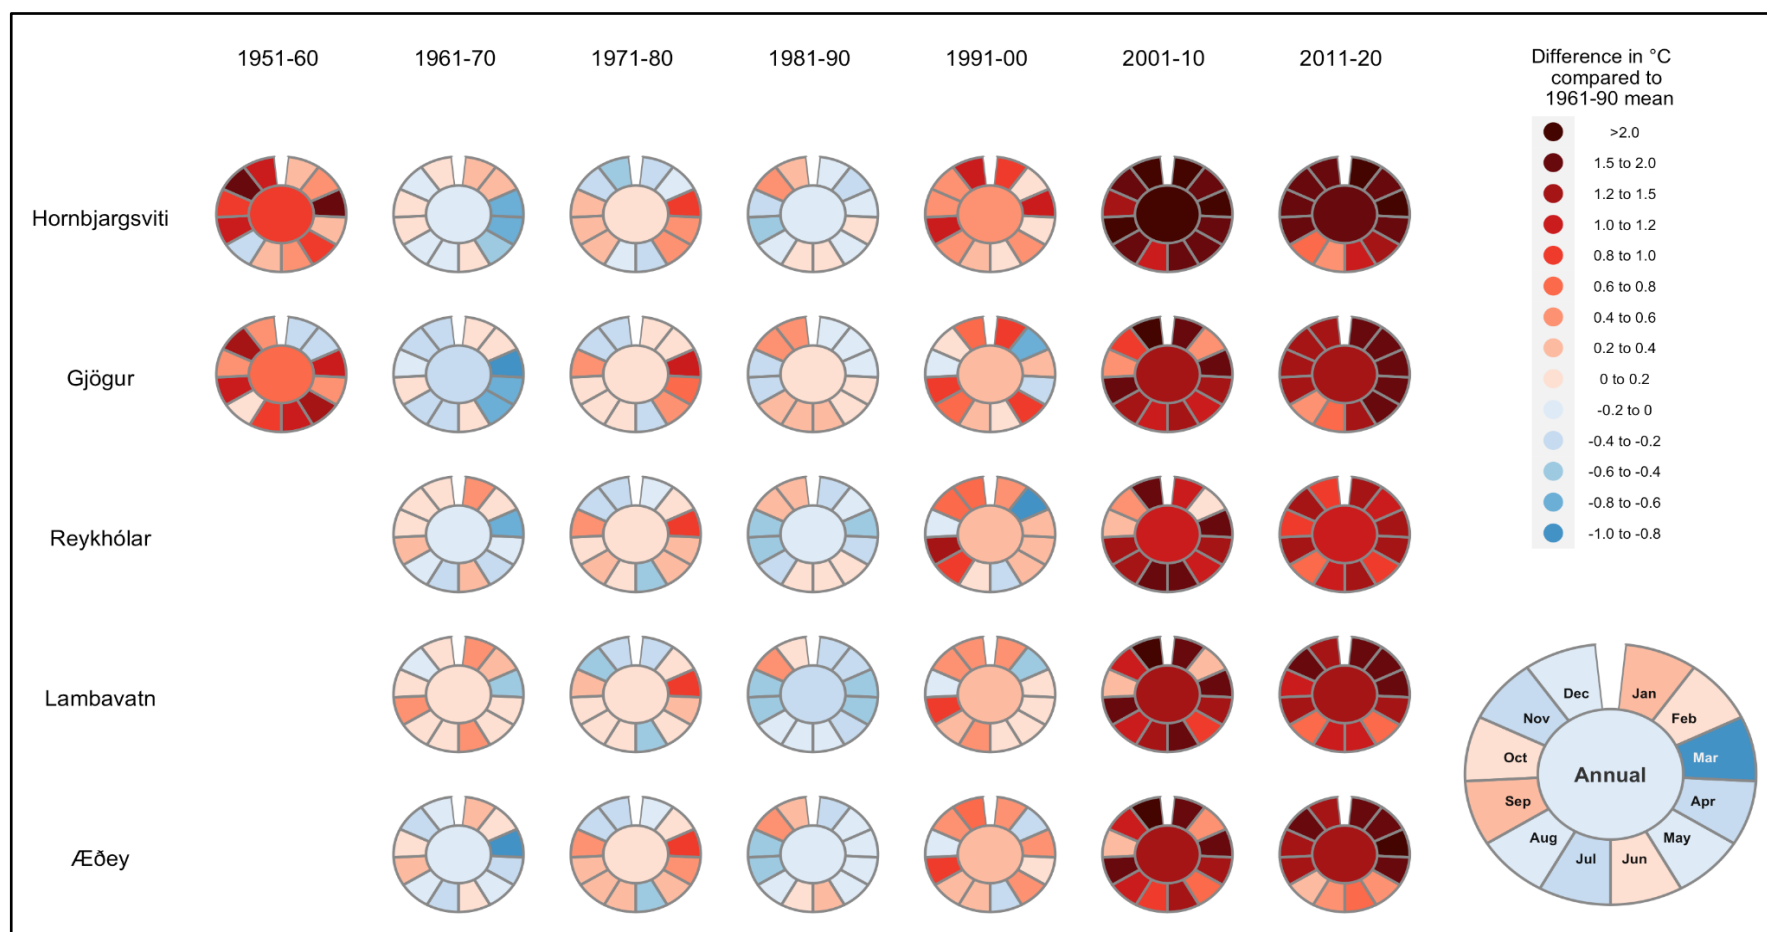 1951-60 1961-70 1971-80 1981-90 1991-00 2001-10 2011-20
Difference in °C
compared to
1961-90 mean
>2.0
1.5 to 2.0
1.2 to 1.5
1.0 to 1.2
0.8 to 1.0
0.6 to 0.8
0.4 to 0.6
0.2 to 0.4
0 to 0.2
-0.2 to 0
-0.4 to -0.2
-0.6 to -0.4
-0.8 to -0.6
-1.0 to -0.8
Hornbjargsviti
Gjögur
Reykhólar
Lambavatn
Æðey
Dec Jan
Nov Feb
Oct Mar
Annual
Sep Apr
Aug May
Jul Jun